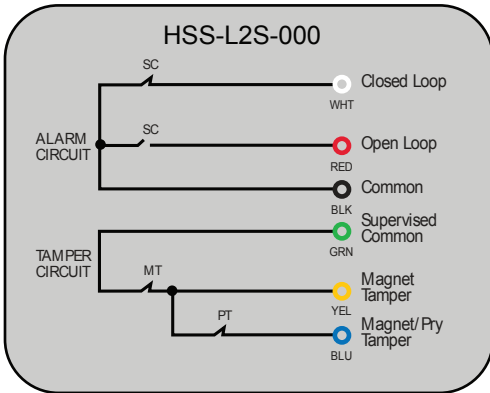 HSS-L2S-000
SC
Closed Loop
WHT
ALARM
CIRCUIT
SC
Open Loop
RED
Common
BLK
Supervised
Common
GRN
TAMPER
CIRCUIT
MT
Magnet
Tamper
YEL
PT
Magnet/Pry
Tamper
BLU